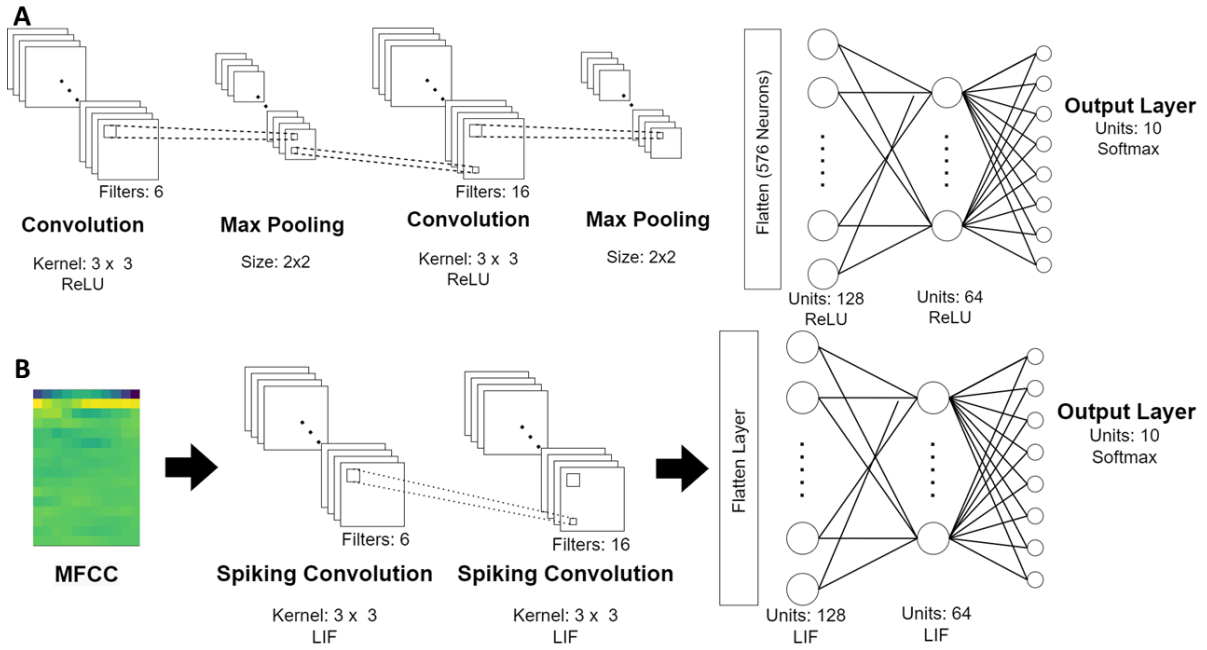 A
Filters: 6
Convolution
Kernel: 3 x 3
ReLU
Max Pooling
Size: 2x2
Filters: 16
Convolution
Kernel: 3 x 3
ReLU
Max Pooling
Size: 2x2
Flatten (576 Neurons)
Units: 128
ReLU
Units: 64
ReLU
Output Layer
Units: 10
Softmax
B
MFCC
Filters: 6
Spiking Convolution
Kernel: 3 x 3
LIF
Filters: 16
Spiking Convolution
Kernel: 3 x 3
LIF
Flatten Layer
Units: 128
LIF
Units: 64
LIF
Output Layer
Units: 10
Softmax